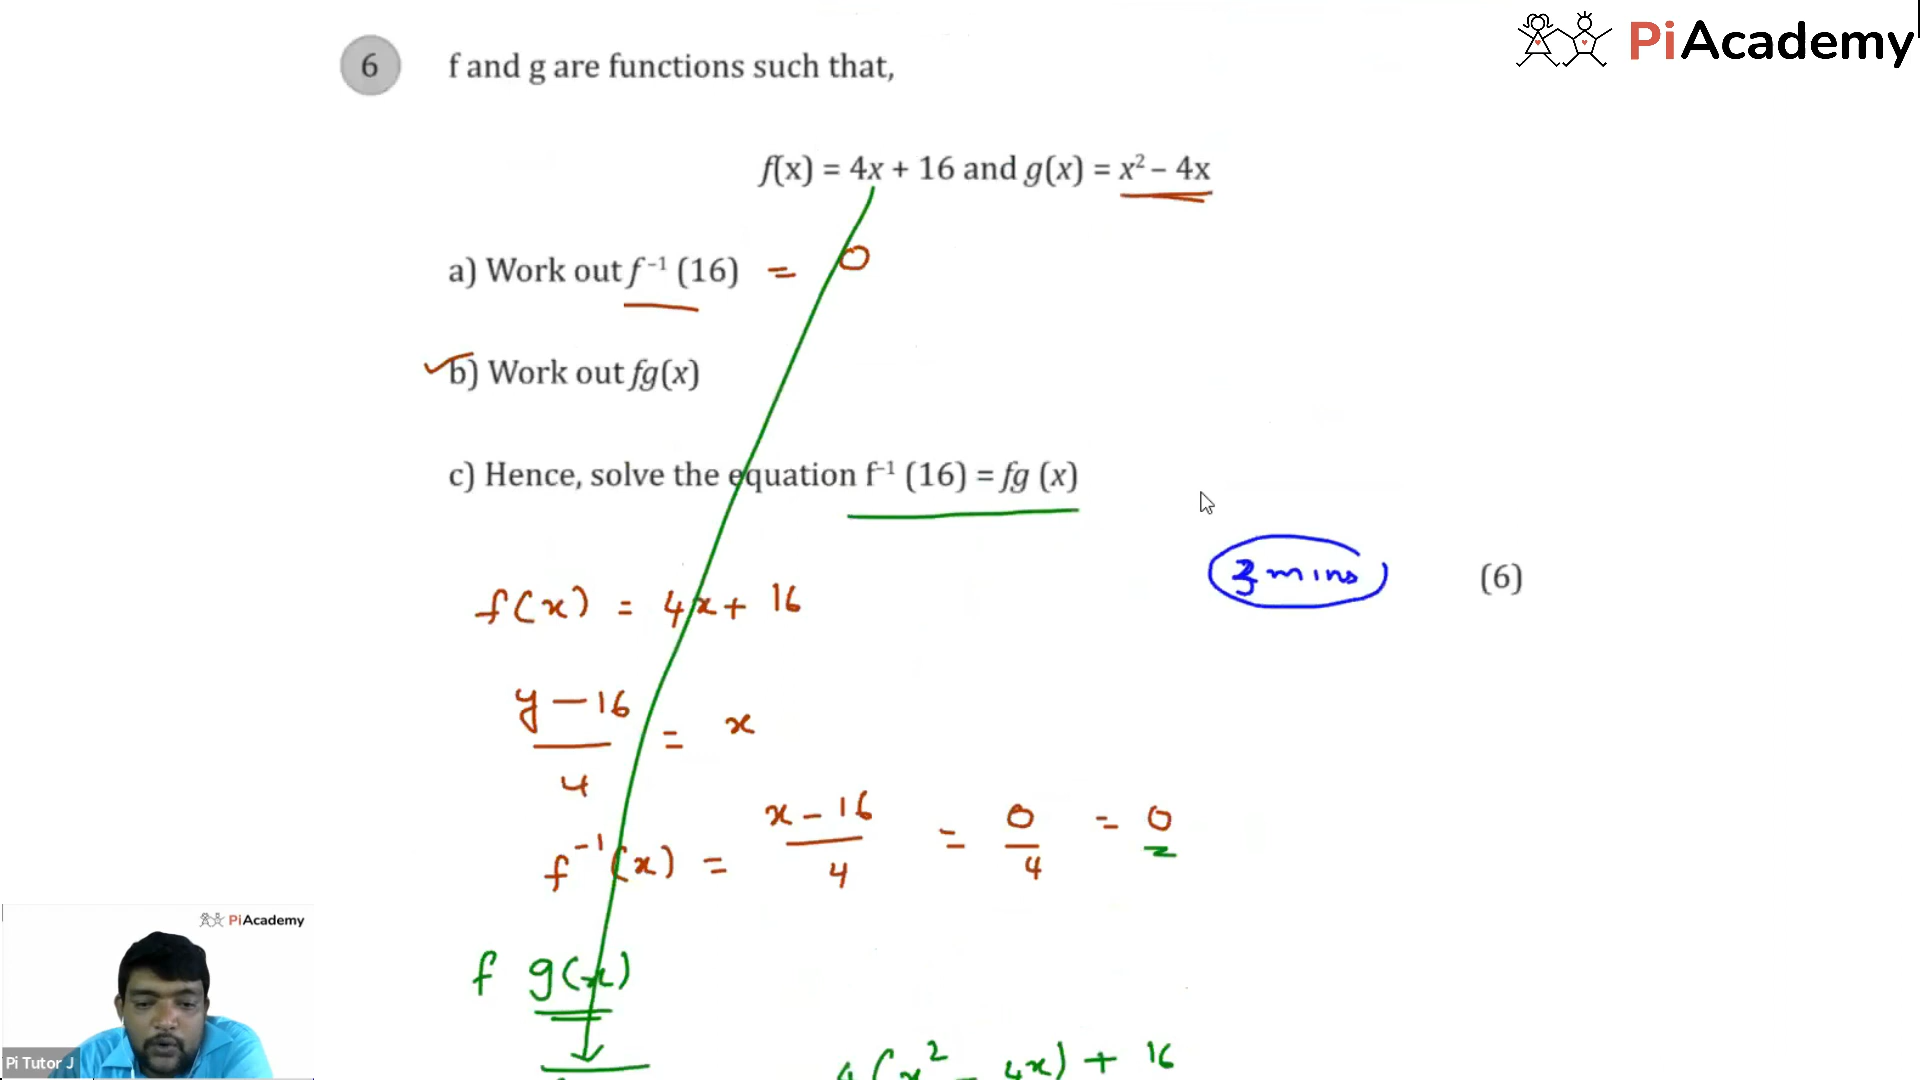 PiAcademy
6 f and g are functions such that,
f(x) = 4x + 16 and g(x) = x² – 4x
a) Work out f⁻¹ (16) = 0
b) Work out fg(x)
c) Hence, solve the equation f⁻¹ (16) = fg (x)
3 mins (6)
f(x) = 4x + 16
y – 16 / 4 = x
f⁻¹(x) = x – 16 / 4 = 0 / 4 = 0
PiAcademy
f g(x)
4(x² – 4x) + 16
Pi Tutor J